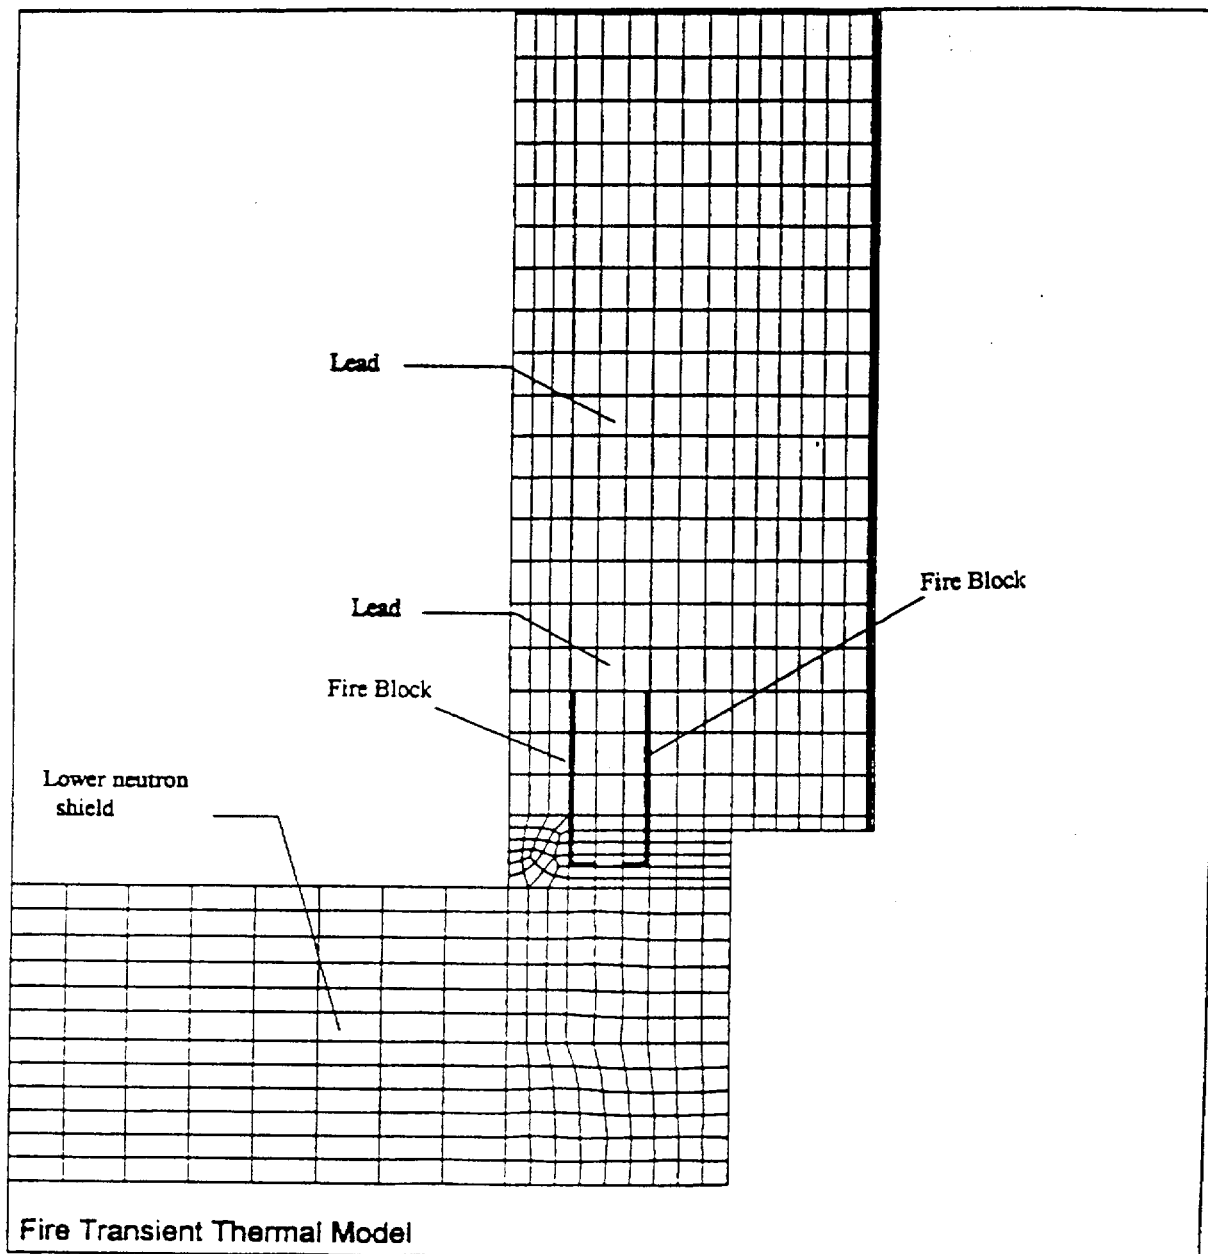 Lead
Fire Block
Lead
Fire Block
Lower neutron
shield
Fire Transient Thermal Model